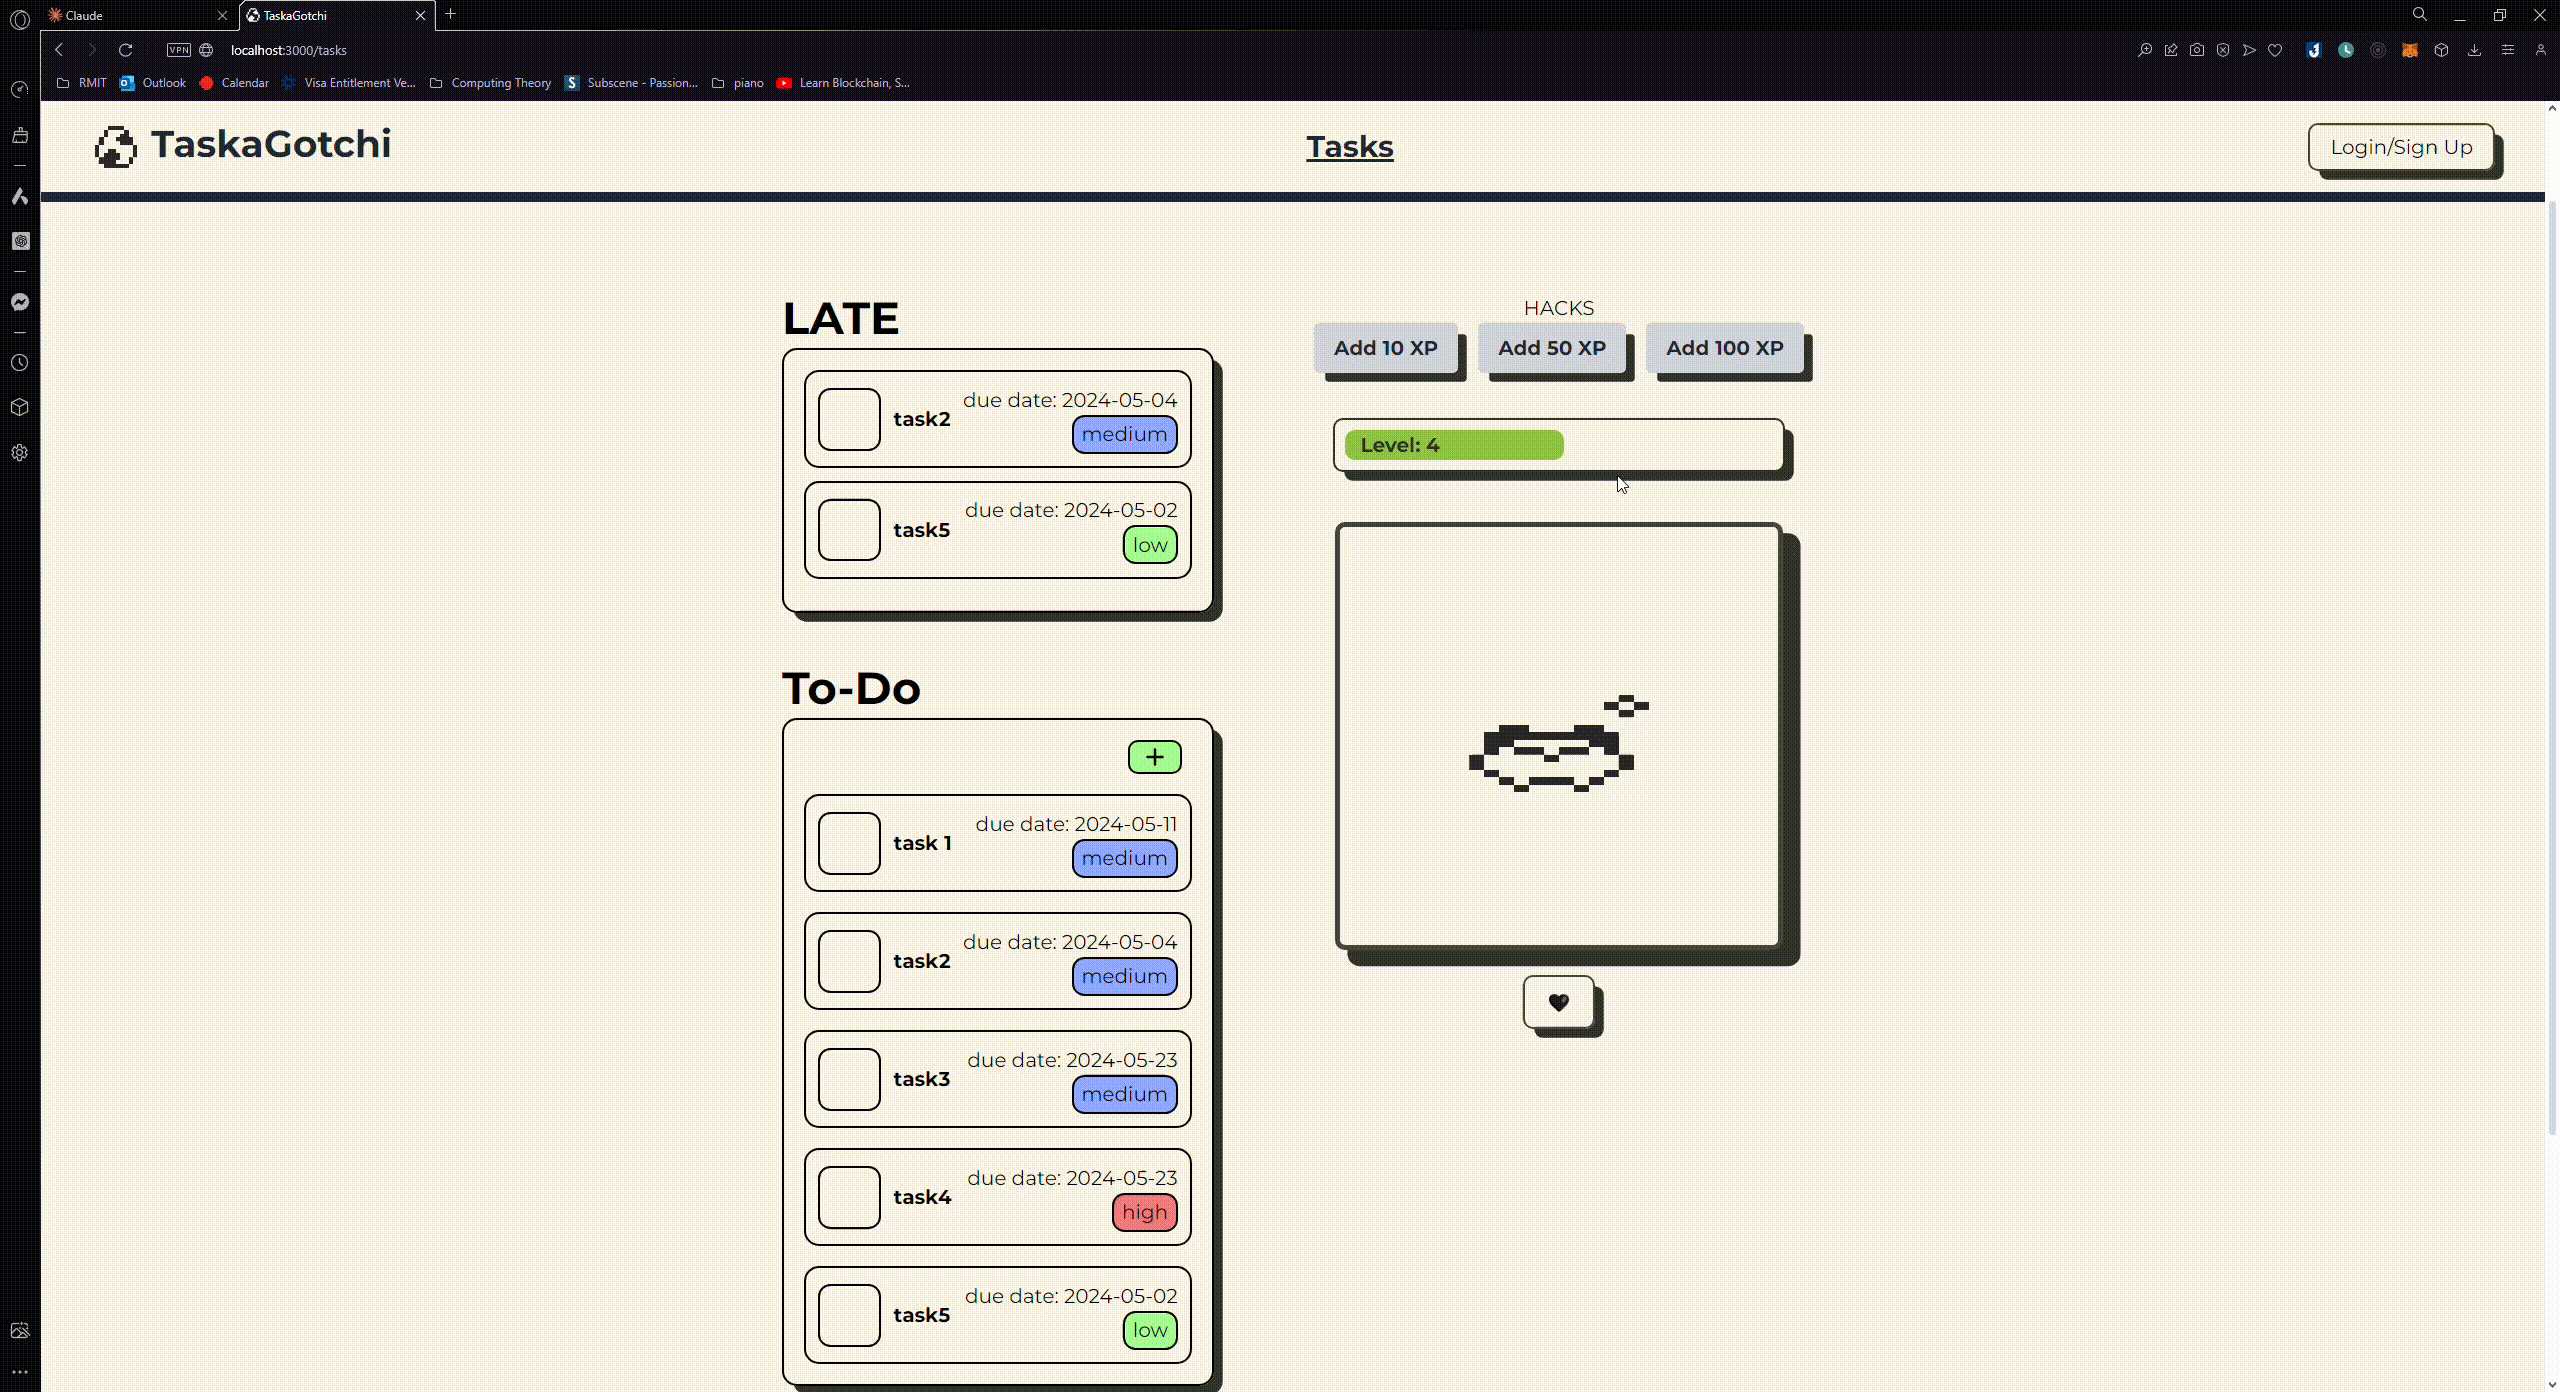 Claude
TaskaGotchi
VPN
localhost:3000/tasks
RMIT
Outlook
Calendar
Visa Entitlement Ve...
Computing Theory
Subscene - Passion...
piano
Learn Blockchain, S...
TaskaGotchi
Tasks
Login/Sign Up
LATE
task2
due date: 2024-05-04
medium
task5
due date: 2024-05-02
low
To-Do
+
task 1
due date: 2024-05-11
medium
task2
due date: 2024-05-04
medium
task3
due date: 2024-05-23
medium
task4
due date: 2024-05-23
high
task5
due date: 2024-05-02
low
HACKS
Add 10 XP
Add 50 XP
Add 100 XP
Level: 4